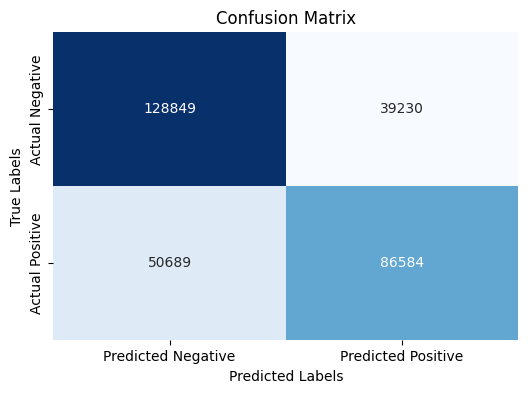 Confusion Matrix
True Labels
Actual Negative
128849 39230
Actual Positive
50689 86584
Predicted Negative Predicted Positive
Predicted Labels